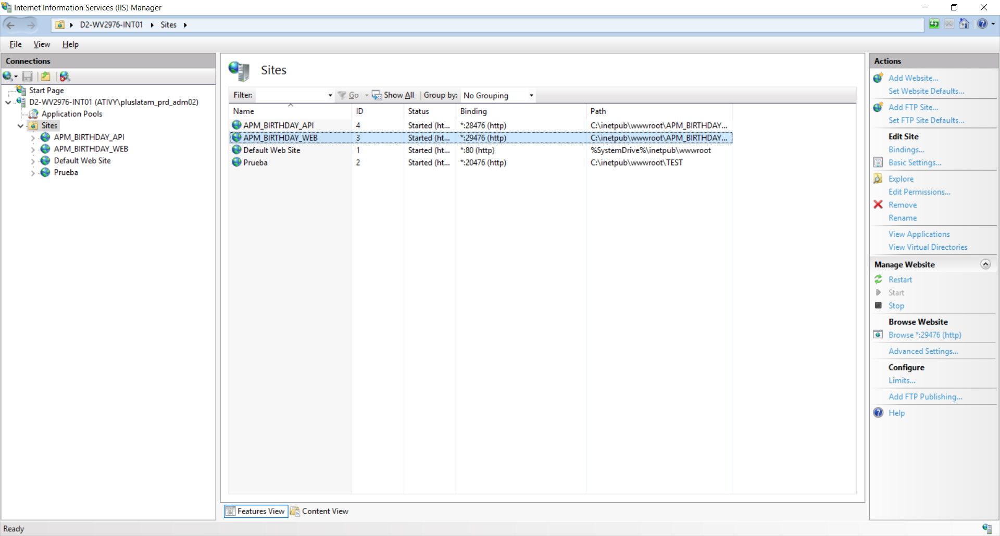 Internet Information Services (IIS) Manager
D2-WV2976-INT01 Sites
File View Help
Connections
Start Page
D2-WV2976-INT01 (ATIVY\pluslatam_prd_adm02)
Application Pools
Sites
APM_BIRTHDAY_API
APM_BIRTHDAY_WEB
Default Web Site
Prueba
Sites
Filter: Go Show All Group by: No Grouping
Name ID Status Binding Path
APM_BIRTHDAY_API 4 Started (ht... *:28476 (http) C:\inetpub\wwwroot\APM_BIRTHDAY...
APM_BIRTHDAY_WEB 3 Started (ht... *:29476 (http) C:\inetpub\wwwroot\APM_BIRTHDAY...
Default Web Site 1 Started (ht... *:80 (http) %SystemDrive%\inetpub\wwwroot
Prueba 2 Started (ht... *:20476 (http) C:\inetpub\wwwroot\TEST
Features View Content View
Actions
Add Website...
Set Website Defaults...
Add FTP Site...
Set FTP Site Defaults...
Edit Site
Bindings...
Basic Settings...
Explore
Edit Permissions...
Remove
Rename
View Applications
View Virtual Directories
Manage Website
Restart
Start
Stop
Browse Website
Browse *:29476 (http)
Advanced Settings...
Configure
Limits...
Add FTP Publishing...
Help
Ready